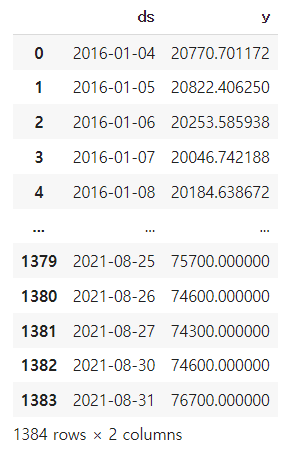 ds y
0 2016-01-04 20770.701172
1 2016-01-05 20822.406250
2 2016-01-06 20253.585938
3 2016-01-07 20046.742188
4 2016-01-08 20184.638672
... ... ...
1379 2021-08-25 75700.000000
1380 2021-08-26 74600.000000
1381 2021-08-27 74300.000000
1382 2021-08-30 74600.000000
1383 2021-08-31 76700.000000
1384 rows × 2 columns